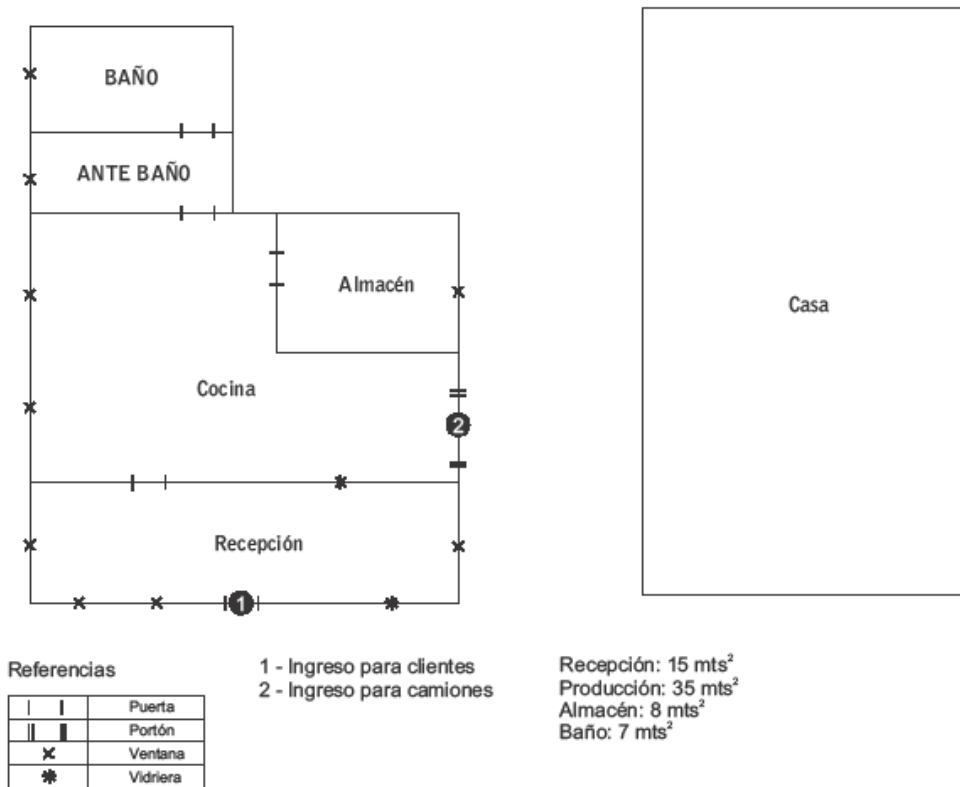 BAÑO
ANTE BAÑO
Almacén
Casa
Cocina
2
Recepción
1
Referencias
Puerta
Portón
Ventana
Vidriera
1 - Ingreso para clientes
2 - Ingreso para camiones
Recepción: 15 mts²
Producción: 35 mts²
Almacén: 8 mts²
Baño: 7 mts²